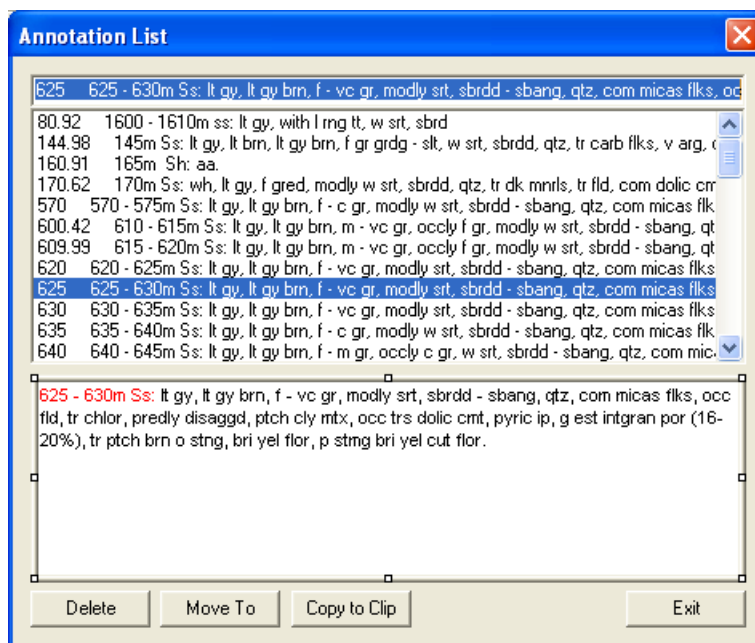 Annotation List
625 625 - 630m Ss: lt gy, lt gy brn, f - vc gr, modly srt, sbrdd - sbang, qtz, com micas flks, oc
80.92 1600 - 1610m ss: lt gy, with l rng tt, w srt, sbrd
144.98 145m Ss: lt gy, lt brn, lt gy brn, f gr grdg - slt, w srt, sbrdd, qtz, tr carb flks, v arg,
160.91 165m Sh: aa.
170.62 170m Ss: wh, lt gy, f gred, modly w srt, sbrdd, qtz, tr dk mnrls, tr fld, com dolic cm
570 570 - 575m Ss: lt gy, lt gy brn, f - c gr, modly w srt, sbrdd - sbang, qtz, com micas flk
600.42 610 - 615m Ss: lt gy, lt gy brn, m - vc gr, occly f gr, modly w srt, sbrdd - sbang, qt
609.99 615 - 620m Ss: lt gy, lt gy brn, m - vc gr, occly f gr, modly w srt, sbrdd - sbang, qt
620 620 - 625m Ss: lt gy, lt gy brn, f - vc gr, modly srt, sbrdd - sbang, qtz, com micas flks
625 625 - 630m Ss: lt gy, lt gy brn, f - vc gr, modly srt, sbrdd - sbang, qtz, com micas flks
630 630 - 635m Ss: lt gy, lt gy brn, f - vc gr, modly srt, sbrdd - sbang, qtz, com micas flks
635 635 - 640m Ss: lt gy, lt gy brn, f - c gr, modly w srt, sbrdd - sbang, qtz, com micas flk
640 640 - 645m Ss: lt gy, lt gy brn, f - m gr, occly c gr, w srt, sbrdd - sbang, qtz, com mic
625 - 630m Ss: lt gy, lt gy brn, f - vc gr, modly srt, sbrdd - sbang, qtz, com micas flks, occ
fld, tr chlor, predly disaggd, ptch cly mtx, occ trs dolic cmt, pyric ip, g est intgran por (16-
20%), tr ptch brn o stng, bri yel flor, p stmg bri yel cut flor.
Delete Move To Copy to Clip Exit